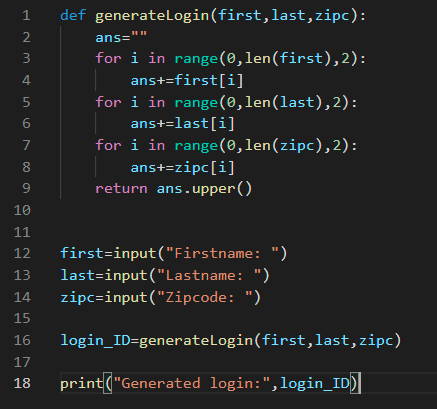 1 def generateLogin(first,last,zipc):
2     ans=""
3     for i in range(0,len(first),2):
4         ans+=first[i]
5     for i in range(0,len(last),2):
6         ans+=last[i]
7     for i in range(0,len(zipc),2):
8         ans+=zipc[i]
9     return ans.upper()
10
11
12 first=input("Firstname: ")
13 last=input("Lastname: ")
14 zipc=input("Zipcode: ")
15
16 login_ID=generateLogin(first,last,zipc)
17
18 print("Generated login:",login_ID)